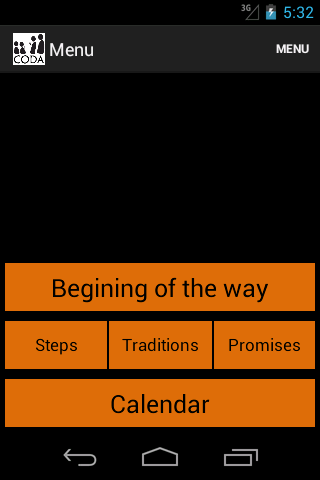 3G 5:32
CODA Menu MENU
Begining of the way
Steps Traditions Promises
Calendar